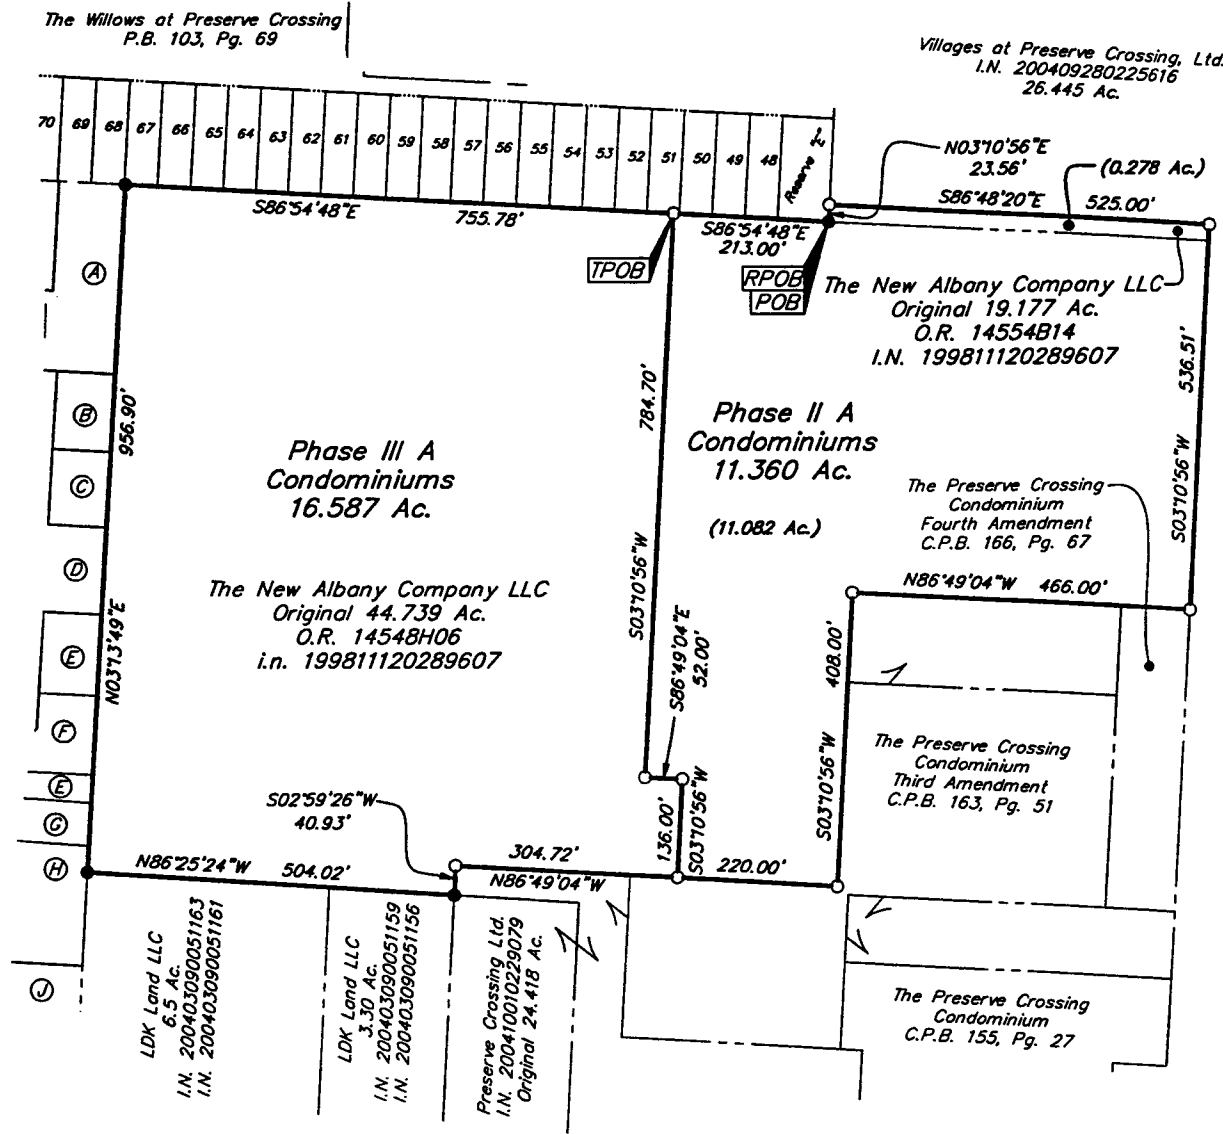 The Willows at Preserve Crossing
P.B. 103, Pg. 69
Villages at Preserve Crossing, Ltd.
I.N. 200409280225616
26.445 Ac.
70 69 68 67 66 65 64 63 62 61 60 59 58 57 56 55 54 53 52 51 50 49 48
Reserve "F"
N03°10'56"E
23.56'
(0.278 Ac.)
S86°48'20"E 525.00'
S86°54'48"E 755.78'
S86°54'48"E
213.00'
TPOB
RPOB
POB
The New Albany Company LLC
Original 19.177 Ac.
O.R. 14554B14
I.N. 199811120289607
A
B
C
D
E
F
E
G
H
J
956.90'
N03°13'49"E
784.70'
S03°10'56"W
536.51'
S03°10'56"W
Phase III A
Condominiums
16.587 Ac.
Phase II A
Condominiums
11.360 Ac.
(11.082 Ac.)
The New Albany Company LLC
Original 44.739 Ac.
O.R. 14548H06
i.n. 199811120289607
The Preserve Crossing
Condominium
Fourth Amendment
C.P.B. 166, Pg. 67
N86°49'04"W 466.00'
S86°49'04"E
52.00'
408.00'
S03°10'56"W
The Preserve Crossing
Condominium
Third Amendment
C.P.B. 163, Pg. 51
S02°59'26"W
40.93'
136.00'
S03°10'56"W
304.72'
N86°49'04"W
220.00'
N86°25'24"W 504.02'
LDK Land LLC
6.5 Ac.
I.N. 200403090051163
I.N. 200403090051161
LDK Land LLC
3.30 Ac.
I.N. 200403090051159
I.N. 200403090051156
Preserve Crossing Ltd.
I.N. 200410010229079
Original 24.418 Ac.
The Preserve Crossing
Condominium
C.P.B. 155, Pg. 27